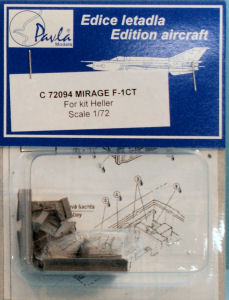 Pavla
Models
Edice letadla
Edition aircraft
C 72094 MIRAGE F-1CT
For kit Heller
Scale 1/72